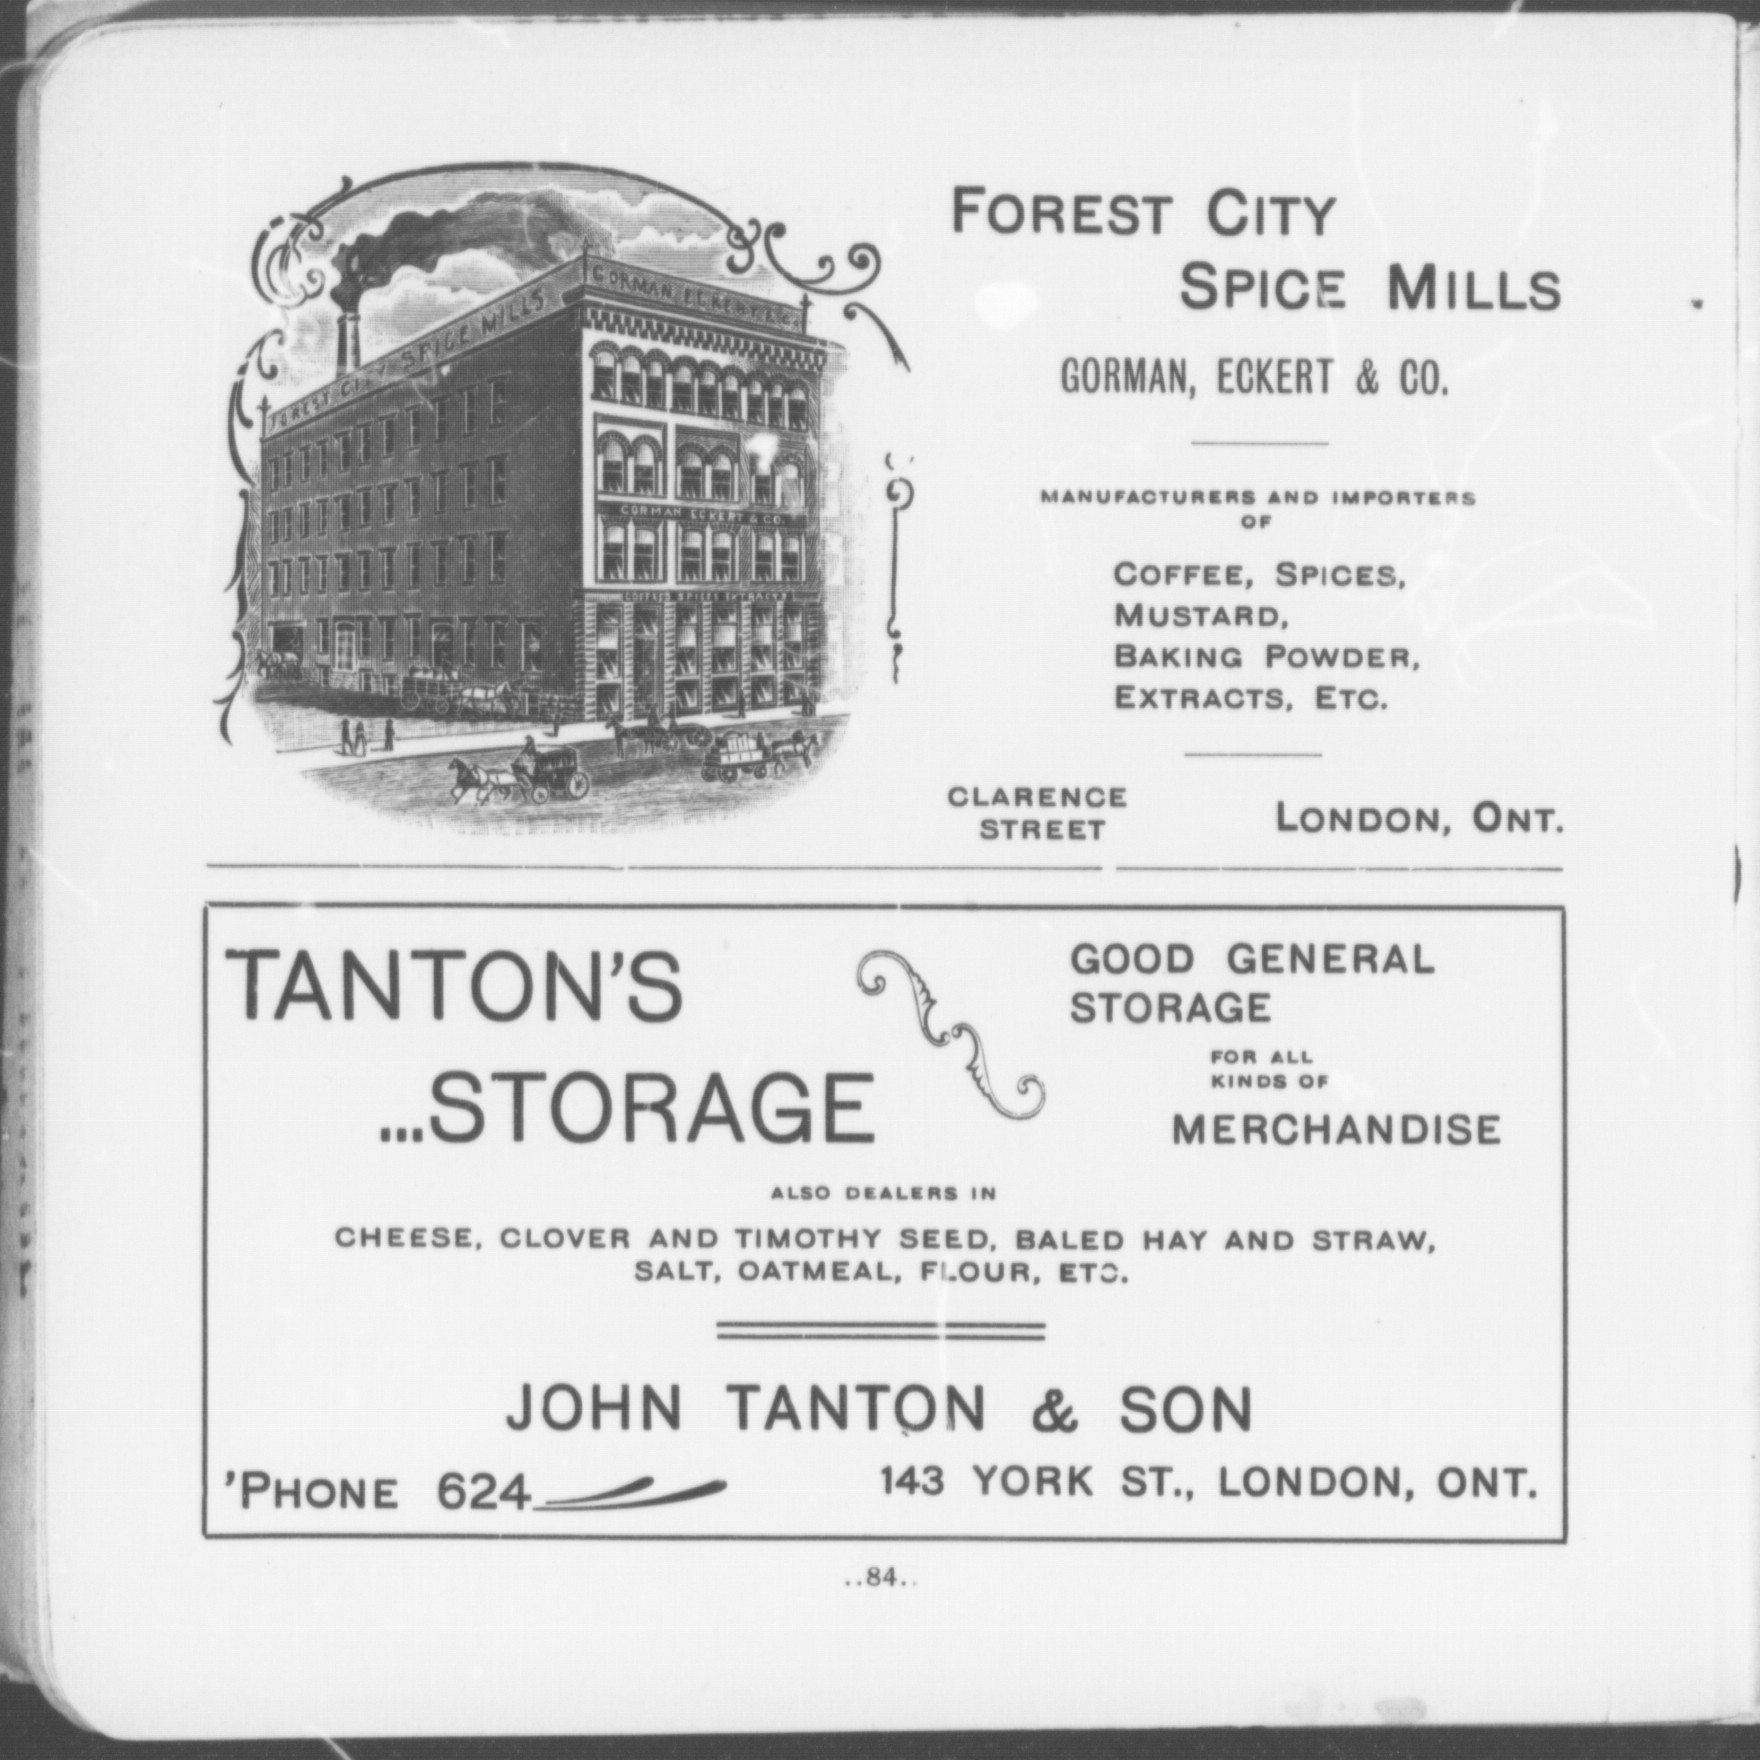 FOREST CITY SPICE MILLS
GORMAN ECKERT & CO.
GORMAN ECKERT & CO.
COFFEES SPICES EXTRACTS
FOREST CITY
SPICE MILLS
GORMAN, ECKERT & CO.
MANUFACTURERS AND IMPORTERS
OF
COFFEE, SPICES,
MUSTARD,
BAKING POWDER,
EXTRACTS, ETC.
CLARENCE
STREET
LONDON, ONT.
TANTON'S
...STORAGE
GOOD GENERAL
STORAGE
FOR ALL
KINDS OF
MERCHANDISE
ALSO DEALERS IN
CHEESE, CLOVER AND TIMOTHY SEED, BALED HAY AND STRAW,
SALT, OATMEAL, FLOUR, ETC.
JOHN TANTON & SON
'PHONE 624
143 YORK ST., LONDON, ONT.
..84..